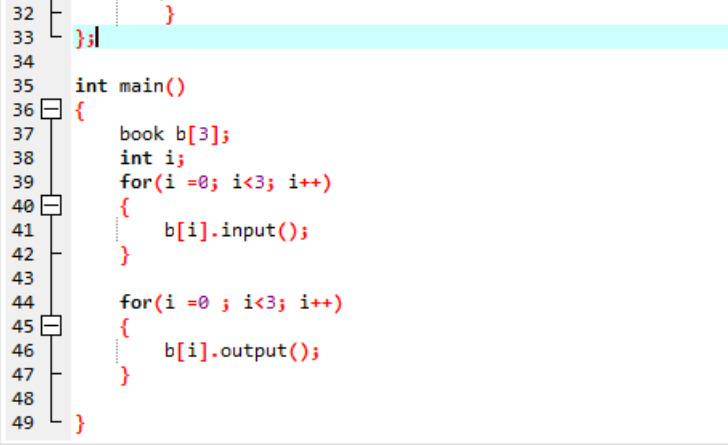 32 }
33 };
34
35 int main()
36 {
37 book b[3];
38 int i;
39 for(i =0; i<3; i++)
40 {
41 b[i].input();
42 }
43
44 for(i =0 ; i<3; i++)
45 {
46 b[i].output();
47 }
48
49 }